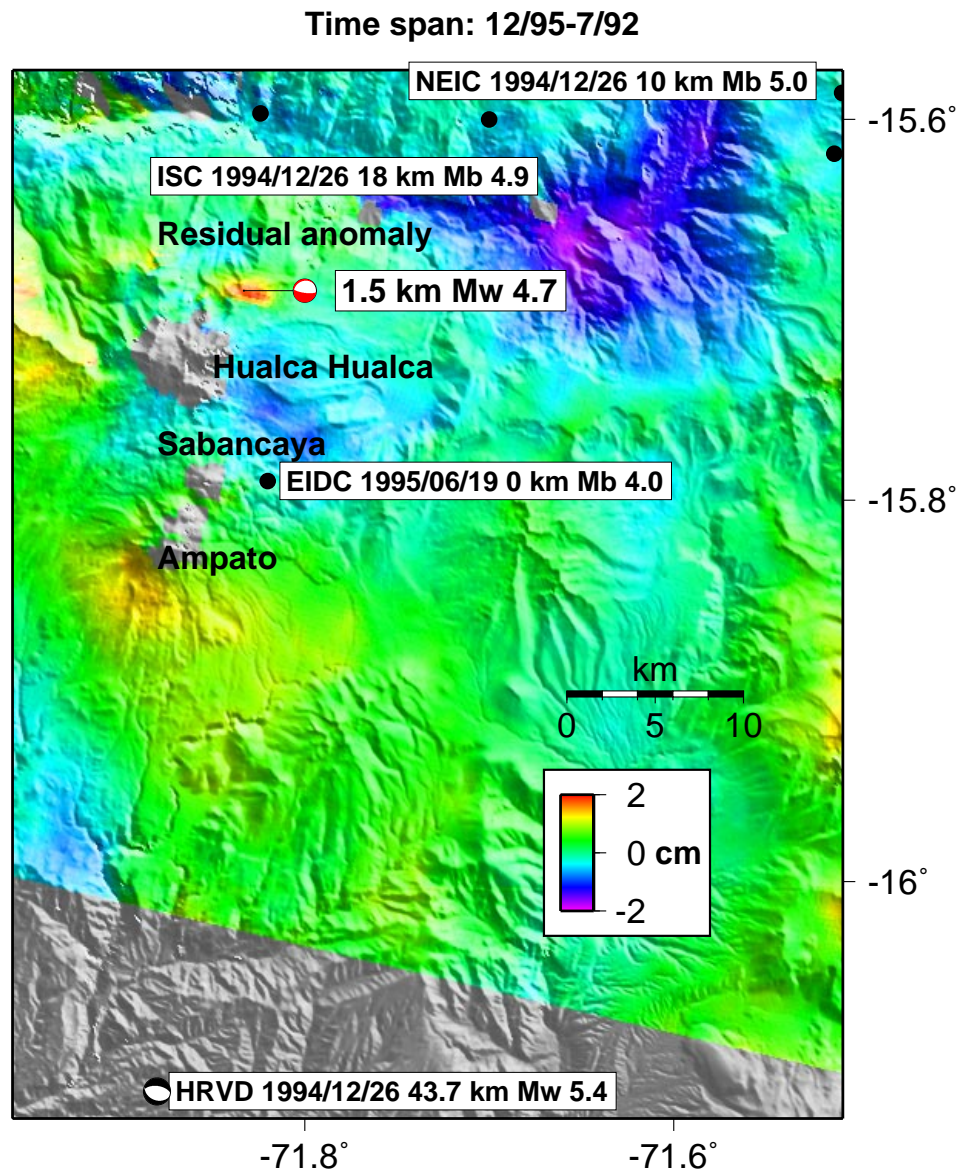 Time span: 12/95-7/92
NEIC 1994/12/26 10 km Mb 5.0
-15.6°
ISC 1994/12/26 18 km Mb 4.9
Residual anomaly
1.5 km Mw 4.7
Hualca Hualca
Sabancaya
EIDC 1995/06/19 0 km Mb 4.0
-15.8°
Ampato
km
0 5 10
2
0 cm
-2
-16°
HRVD 1994/12/26 43.7 km Mw 5.4
-71.8° -71.6°